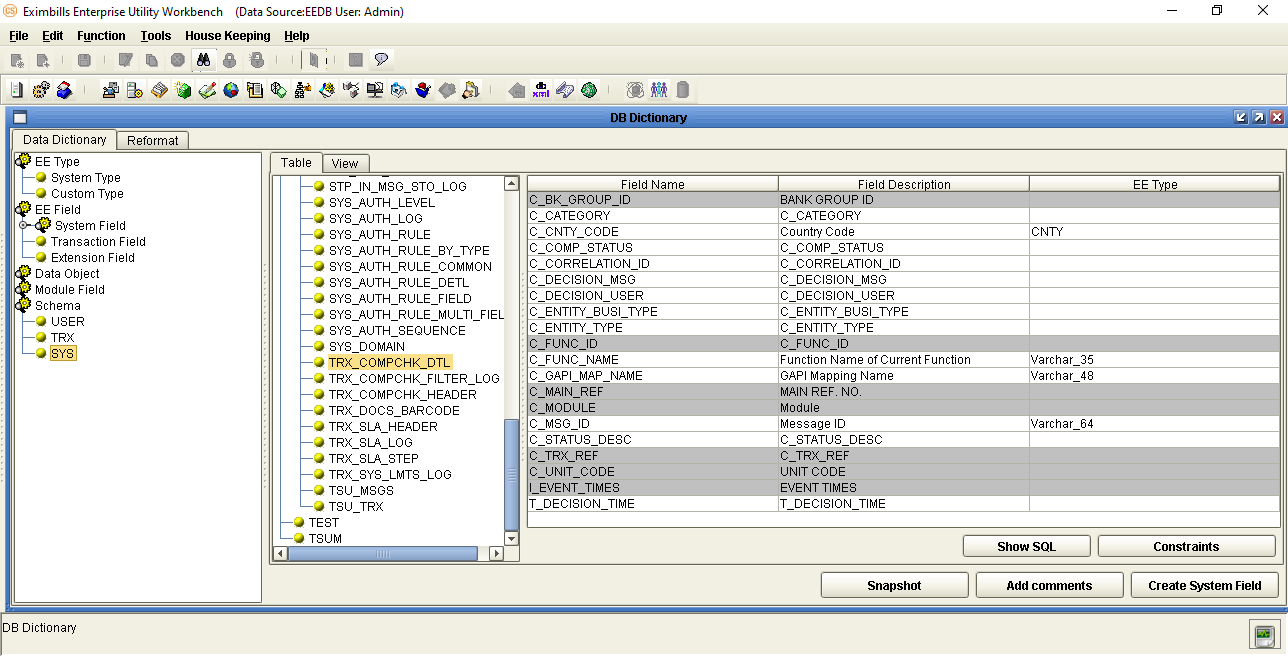 CS Eximbills Enterprise Utility Workbench (Data Source:EEDB User: Admin)
File Edit Function Tools House Keeping Help
DB Dictionary
Data Dictionary Reformat
EE Type
System Type
Custom Type
EE Field
System Field
Transaction Field
Extension Field
Data Object
Module Field
Schema
USER
TRX
SYS
Table View
STP_IN_MSG_STO_LOG
SYS_AUTH_LEVEL
SYS_AUTH_LOG
SYS_AUTH_RULE
SYS_AUTH_RULE_BY_TYPE
SYS_AUTH_RULE_COMMON
SYS_AUTH_RULE_DETL
SYS_AUTH_RULE_FIELD
SYS_AUTH_RULE_MULTI_FIEL
SYS_AUTH_SEQUENCE
SYS_DOMAIN
TRX_COMPCHK_DTL
TRX_COMPCHK_FILTER_LOG
TRX_COMPCHK_HEADER
TRX_DOCS_BARCODE
TRX_SLA_HEADER
TRX_SLA_LOG
TRX_SLA_STEP
TRX_SYS_LMTS_LOG
TSU_MSGS
TSU_TRX
TEST
TSUM
Field Name Field Description EE Type
C_BK_GROUP_ID BANK GROUP ID
C_CATEGORY C_CATEGORY
C_CNTY_CODE Country Code CNTY
C_COMP_STATUS C_COMP_STATUS
C_CORRELATION_ID C_CORRELATION_ID
C_DECISION_MSG C_DECISION_MSG
C_DECISION_USER C_DECISION_USER
C_ENTITY_BUSI_TYPE C_ENTITY_BUSI_TYPE
C_ENTITY_TYPE C_ENTITY_TYPE
C_FUNC_ID C_FUNC_ID
C_FUNC_NAME Function Name of Current Function Varchar_35
C_GAPI_MAP_NAME GAPI Mapping Name Varchar_48
C_MAIN_REF MAIN REF. NO.
C_MODULE Module
C_MSG_ID Message ID Varchar_64
C_STATUS_DESC C_STATUS_DESC
C_TRX_REF C_TRX_REF
C_UNIT_CODE UNIT CODE
I_EVENT_TIMES EVENT TIMES
T_DECISION_TIME T_DECISION_TIME
Show SQL Constraints
Snapshot Add comments Create System Field
DB Dictionary